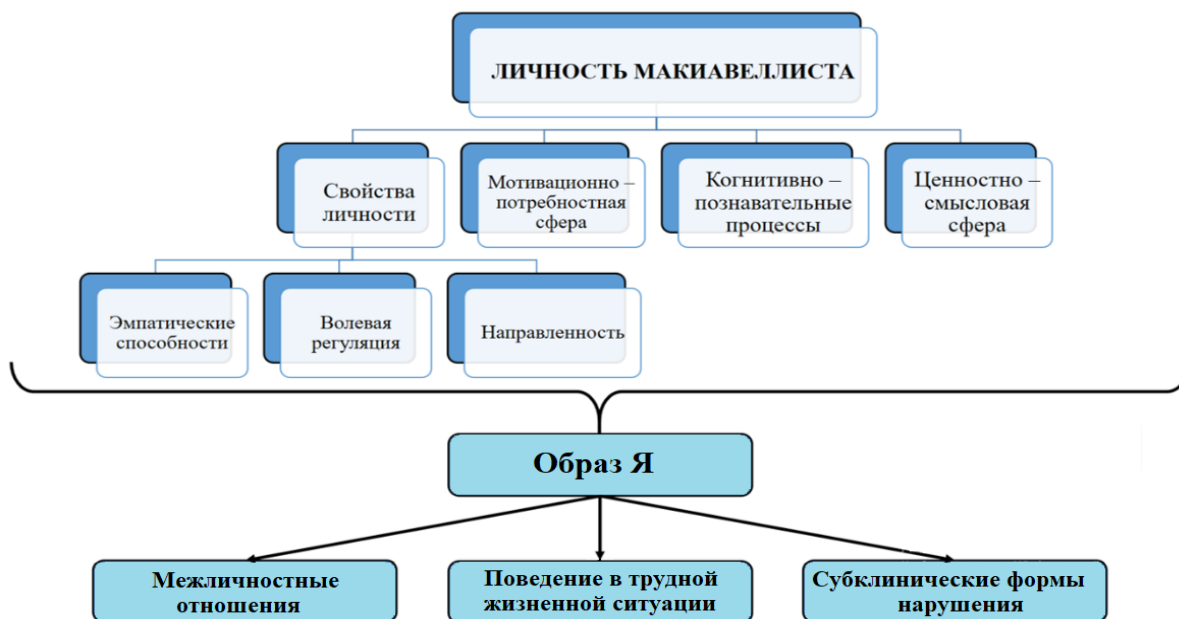 ЛИЧНОСТЬ МАКИАВЕЛЛИСТА
Свойства
личности
Мотивационно –
потребностная
сфера
Когнитивно –
познавательные
процессы
Ценностно –
смысловая
сфера
Эмпатические
способности
Волевая
регуляция
Направленность
Образ Я
Межличностные
отношения
Поведение в трудной
жизненной ситуации
Субклинические формы
нарушения